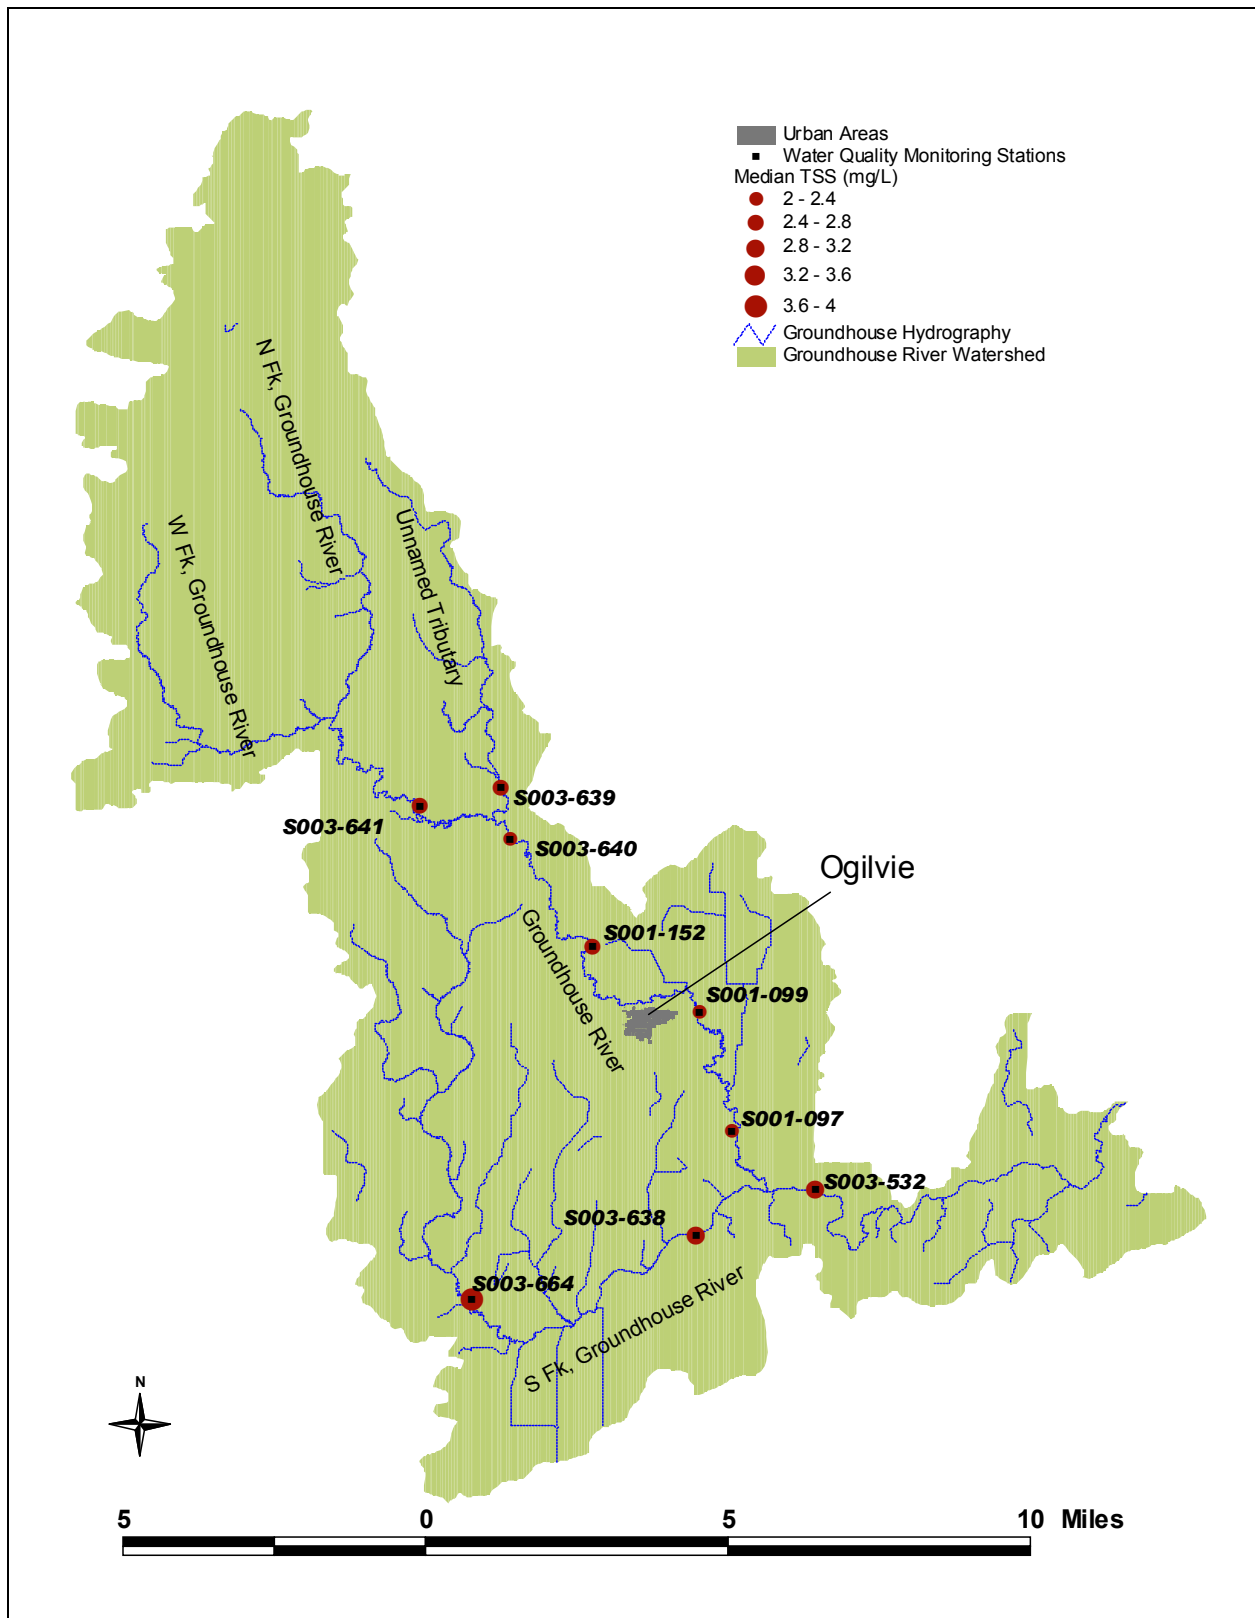 Urban Areas
Water Quality Monitoring Stations
Median TSS (mg/L)
2 - 2.4
2.4 - 2.8
2.8 - 3.2
3.2 - 3.6
3.6 - 4
Groundhouse Hydrography
Groundhouse River Watershed
N Fk, Groundhouse River
W Fk, Groundhouse River
Unnamed Tributary
S003-639
S003-641
S003-640
Ogilvie
Groundhouse River
S001-152
S001-099
S001-097
S003-532
S003-638
S003-664
S Fk, Groundhouse River
N
5 0 5 10 Miles